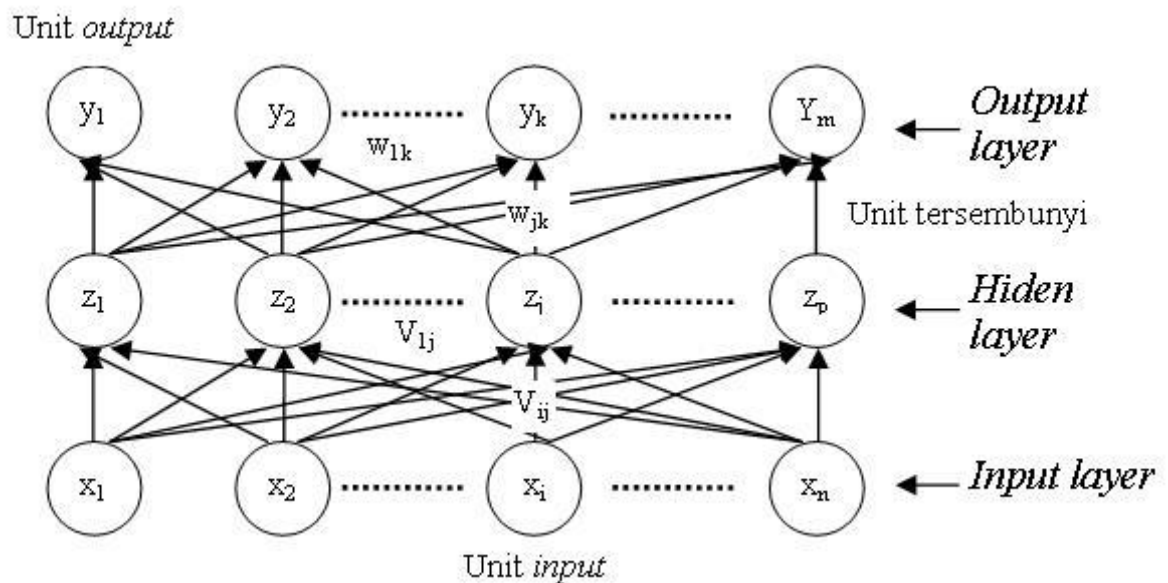 Unit output
y1 y2 yk Ym
Output layer
w1k
wjk
Unit tersembunyi
z1 z2 zj zp
Hiden layer
V1j
Vij
x1 x2 xi xn
Input layer
Unit input